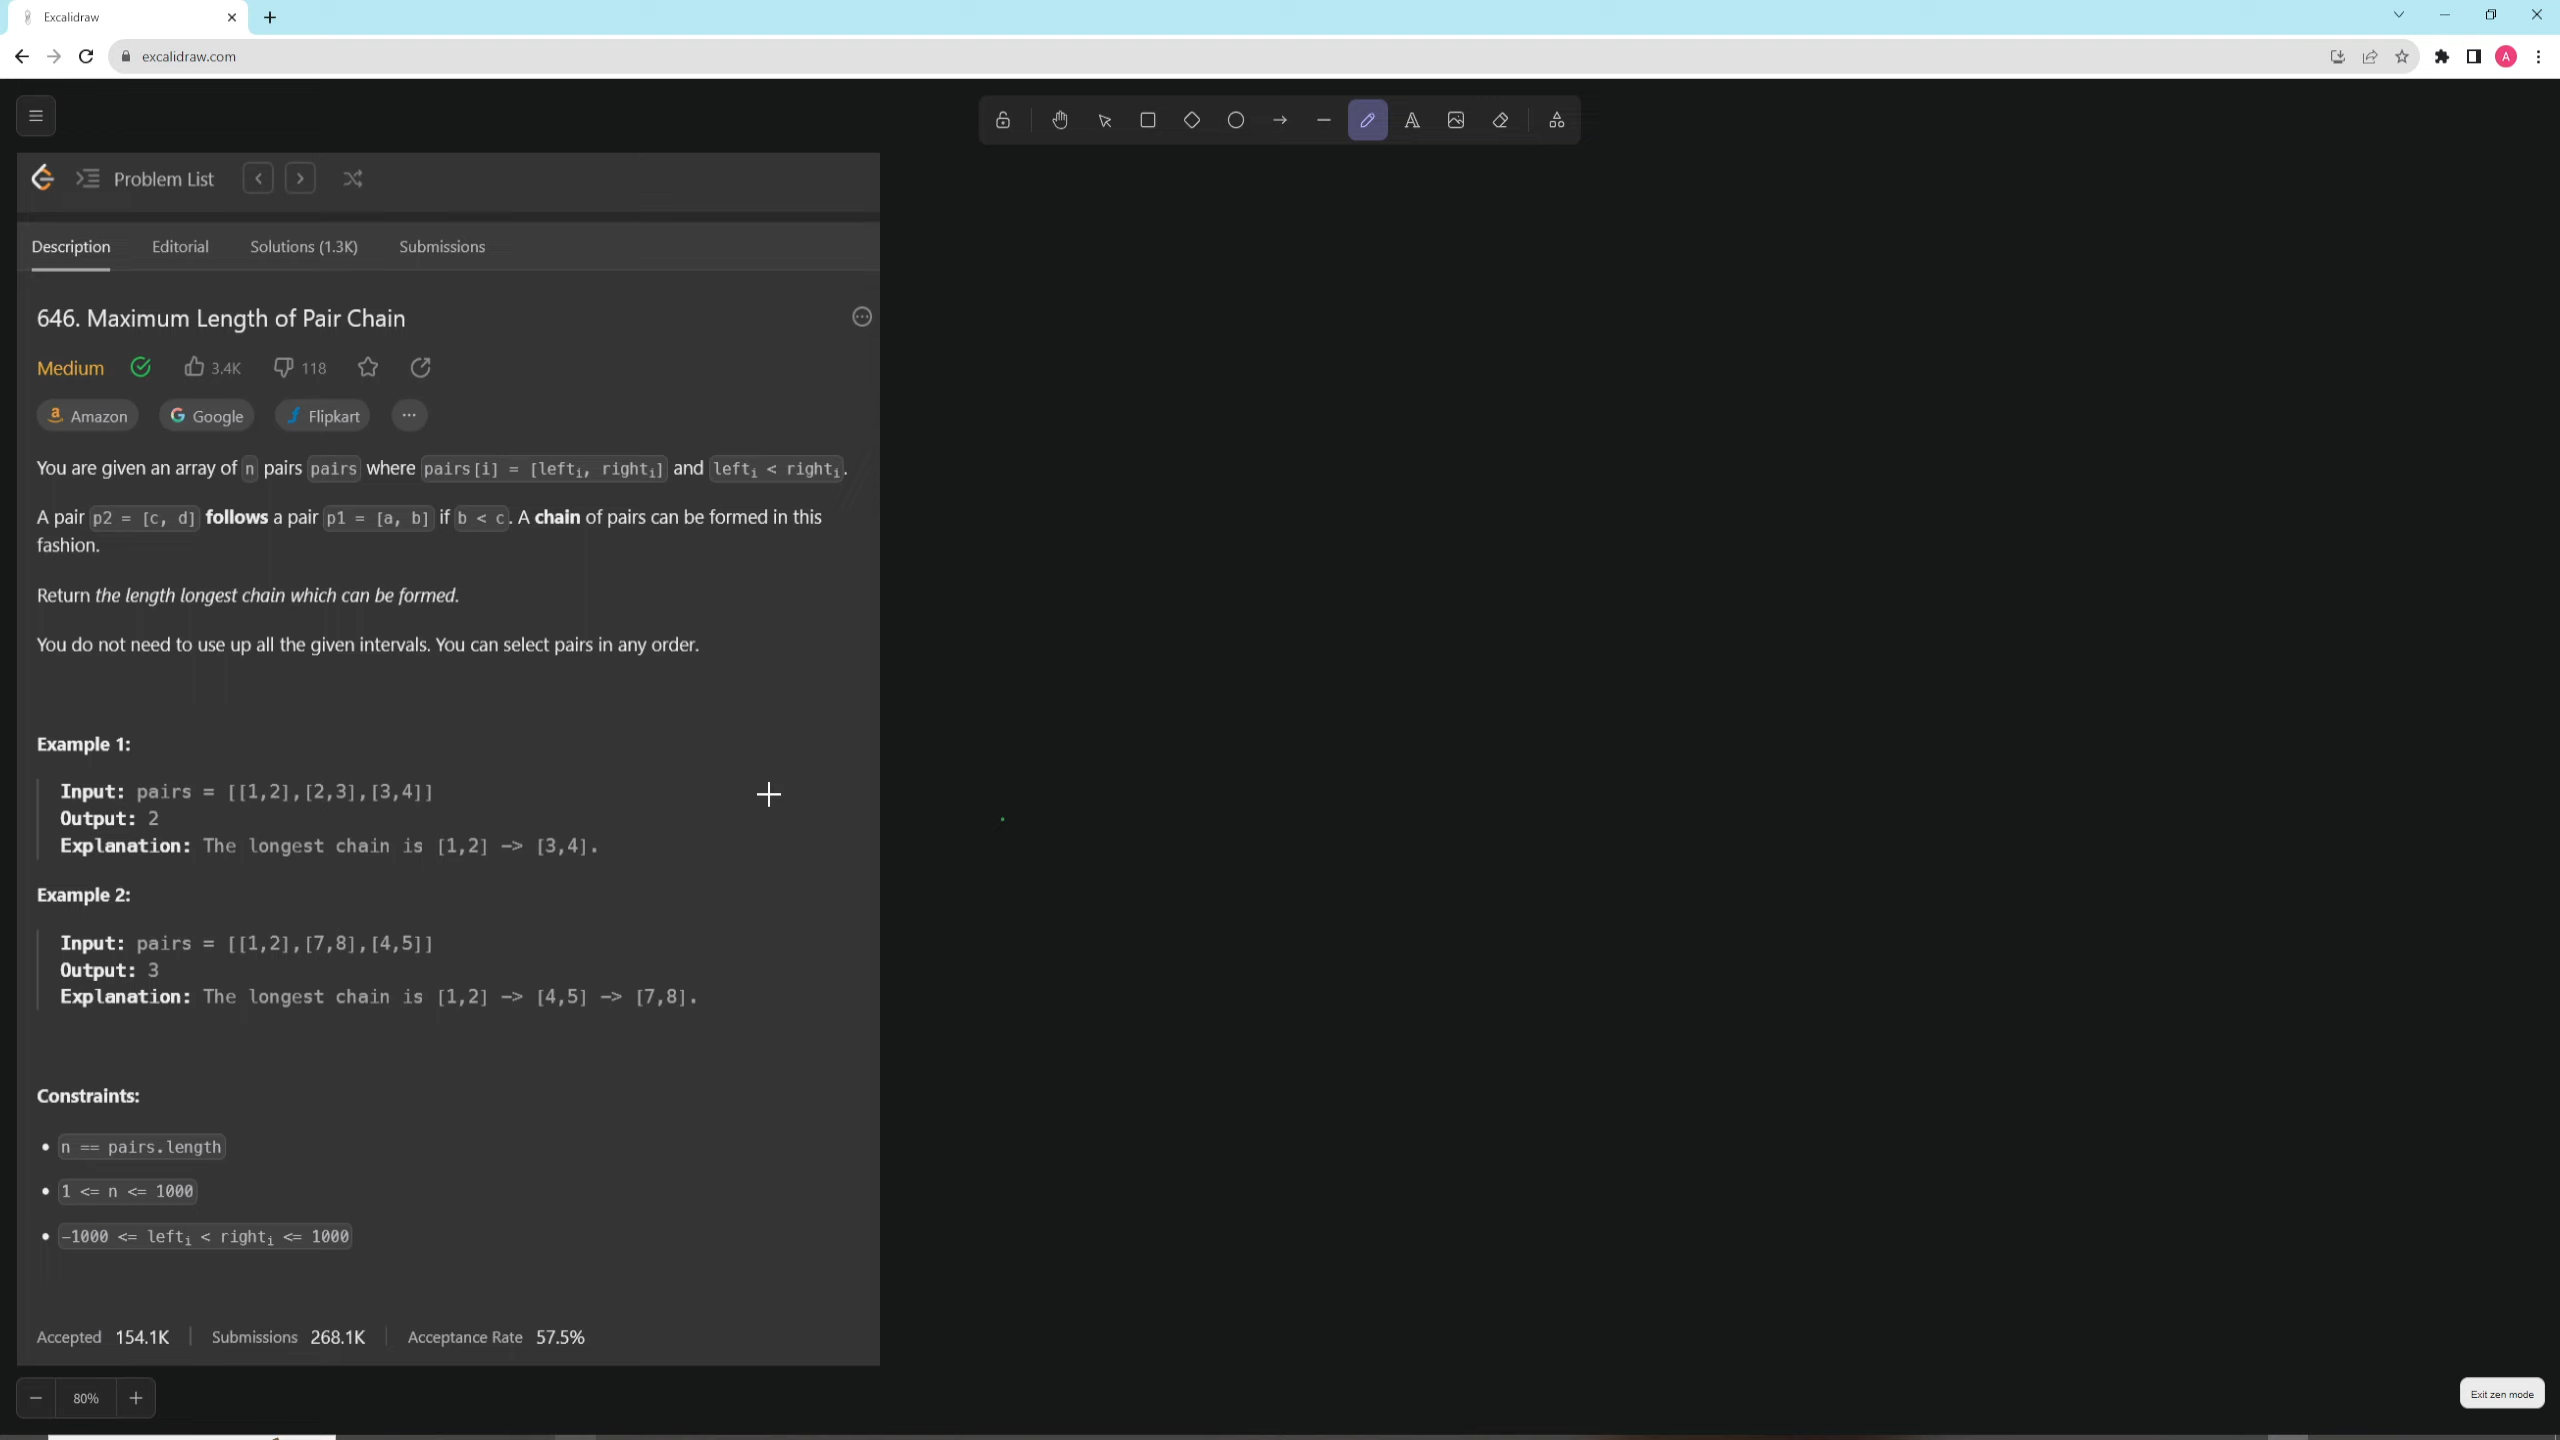 Excalidraw
excalidraw.com
A
Problem List
Description Editorial Solutions (1.3K) Submissions
646. Maximum Length of Pair Chain
Medium 3.4K 118
Amazon Google Flipkart
You are given an array of n pairs pairs where pairs[i] = [lefti, righti] and lefti < righti.
A pair p2 = [c, d] follows a pair p1 = [a, b] if b < c. A chain of pairs can be formed in this
fashion.
Return the length longest chain which can be formed.
You do not need to use up all the given intervals. You can select pairs in any order.
Example 1:
Input: pairs = [[1,2],[2,3],[3,4]]
Output: 2
Explanation: The longest chain is [1,2] -> [3,4].
Example 2:
Input: pairs = [[1,2],[7,8],[4,5]]
Output: 3
Explanation: The longest chain is [1,2] -> [4,5] -> [7,8].
Constraints:
• n == pairs.length
• 1 <= n <= 1000
• -1000 <= lefti < righti <= 1000
Accepted 154.1K | Submissions 268.1K | Acceptance Rate 57.5%
80%
Exit zen mode